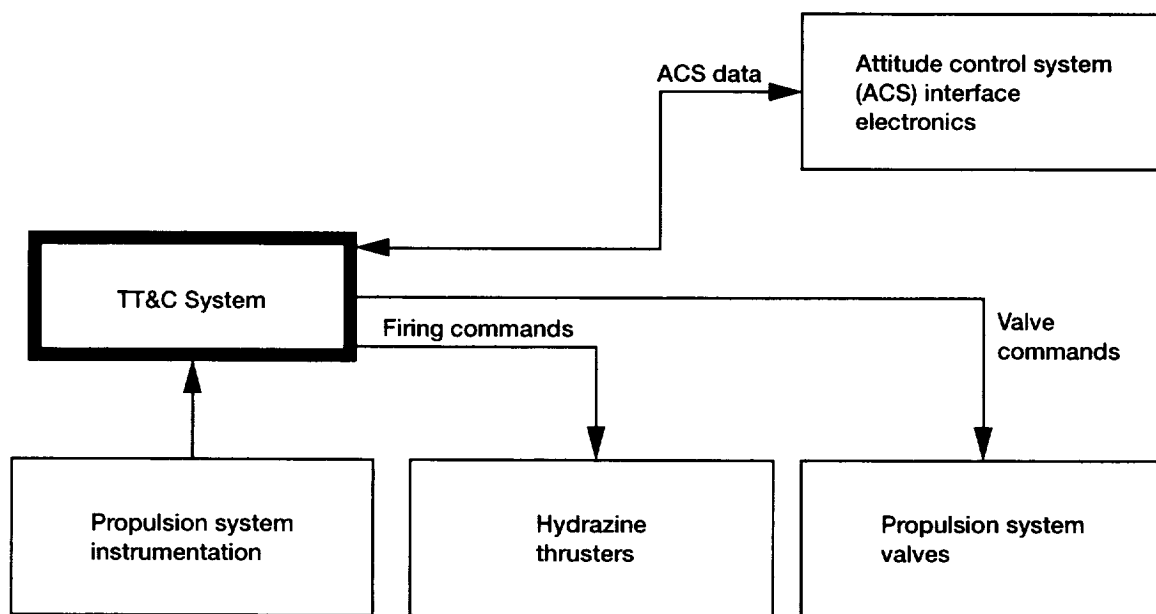 ACS data
Attitude control system
(ACS) interface
electronics
TT&C System
Firing commands
Valve
commands
Propulsion system
instrumentation
Hydrazine
thrusters
Propulsion system
valves